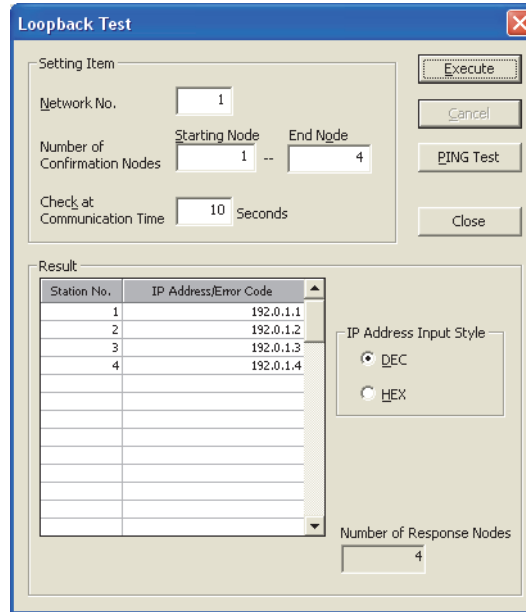 Loopback Test
Setting Item
Network No.
1
Starting Node
End Node
Number of
Confirmation Nodes
1 -- 4
Check at
Communication Time
10 Seconds
Execute
Cancel
PING Test
Close
Result
Station No. IP Address/Error Code
1 192.0.1.1
2 192.0.1.2
3 192.0.1.3
4 192.0.1.4
IP Address Input Style
DEC
HEX
Number of Response Nodes
4